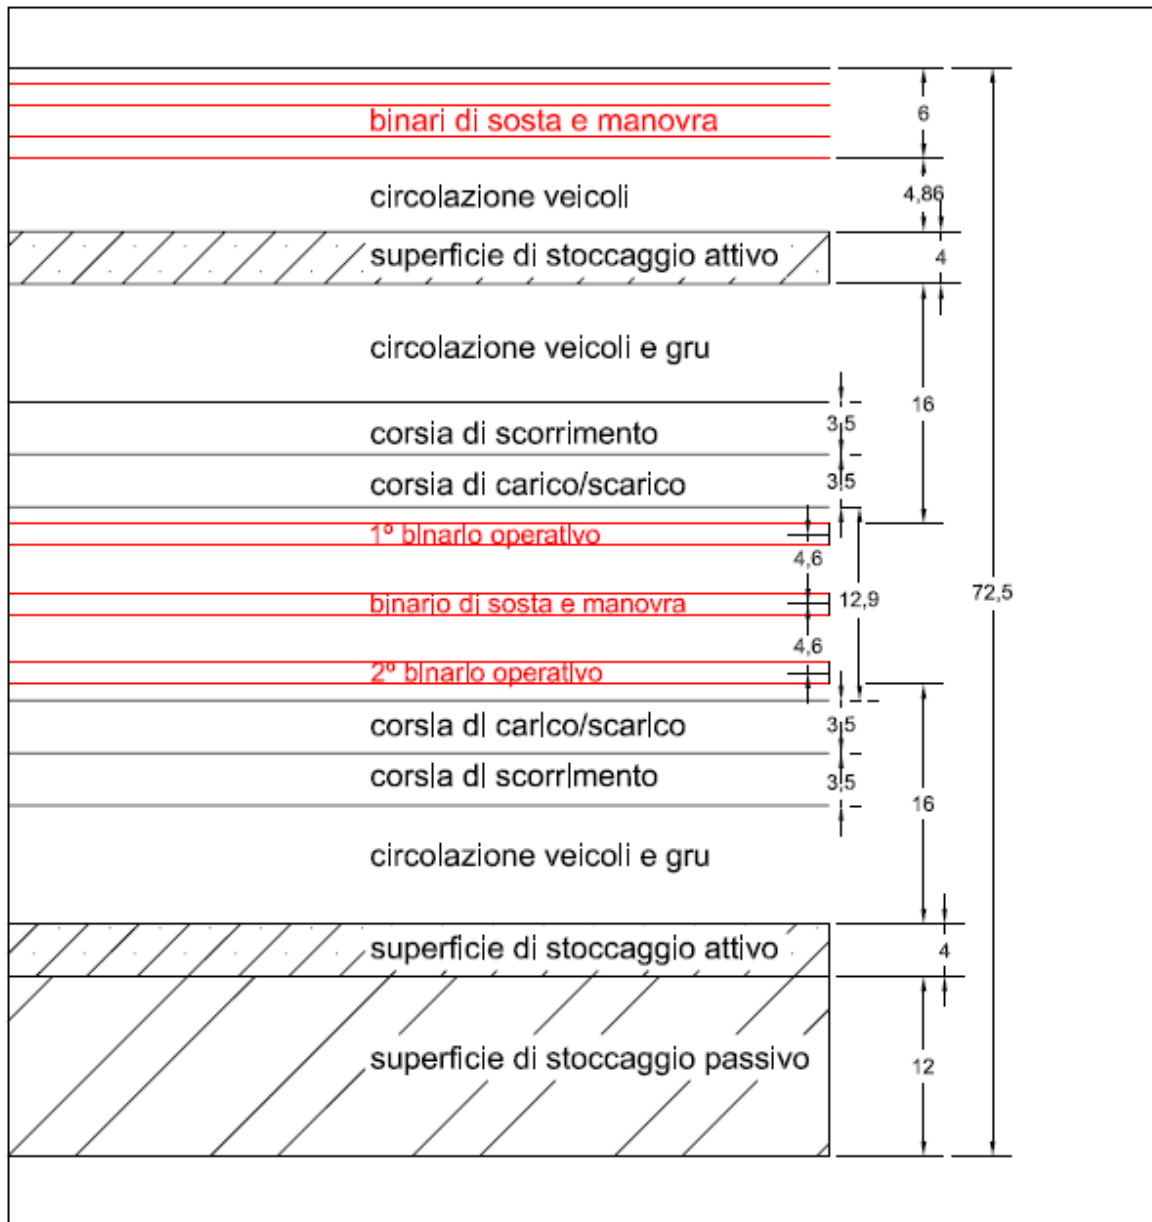 binari di sosta e manovra
6
circolazione veicoli
4,86
superficie di stoccaggio attivo
4
circolazione veicoli e gru
16
corsia di scorrimento
3,5
corsia di carico/scarico
3,5
1º binario operativo
4,6
binario di sosta e manovra
12,9
72,5
4,6
2º binario operativo
corsia di carico/scarico
3,5
corsia di scorrimento
3,5
16
circolazione veicoli e gru
superficie di stoccaggio attivo
4
superficie di stoccaggio passivo
12